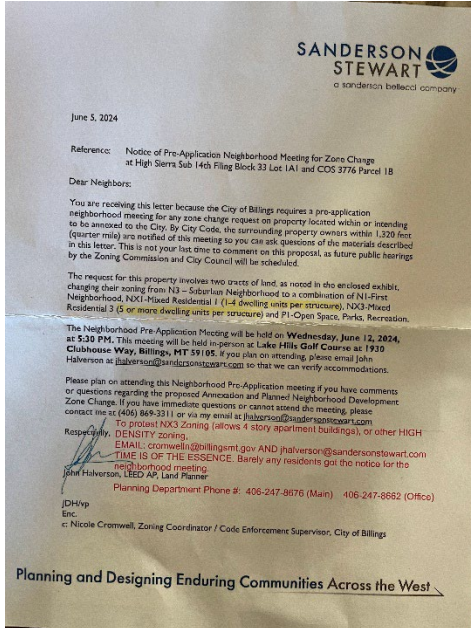 SANDERSON
STEWART
a sanderson bellecci company
June 5, 2024
Reference: Notice of Pre-Application Neighborhood Meeting for Zone Change
at High Sierra Sub 14th Filing Block 33 Lot 1A1 and COS 3776 Parcel 1B
Dear Neighbors:
You are receiving this letter because the City of Billings requires a pre-application
neighborhood meeting for any zone change request on property located within or intending
to be annexed to the City. By City Code, the surrounding property owners within 1,320 feet
(quarter mile) are notified of this meeting so you can ask questions of the materials described
in this letter. This is not your last time to comment on this proposal, as future public hearings
by the Zoning Commission and City Council will be scheduled.
The request for this property involves two tracts of land, as noted in the enclosed exhibit,
changing their zoning from N3 – Suburban Neighborhood to a combination of N1-First
Neighborhood, NX1-Mixed Residential 1 (1-4 dwelling units per structure), NX3-Mixed
Residential 3 (5 or more dwelling units per structure) and P1-Open Space, Parks, Recreation.
The Neighborhood Pre-Application Meeting will be held on Wednesday, June 12, 2024,
at 5:30 PM. This meeting will be held in-person at Lake Hills Golf Course at 1930
Clubhouse Way, Billings, MT 59105. If you plan on attending, please email John
Halverson at jhalverson@sandersonstewart.com so that we can verify accommodations.
Please plan on attending this Neighborhood Pre-Application meeting if you have comments
or questions regarding the proposed Annexation and Planned Neighborhood Development
Zone Change. If you have immediate questions or cannot attend the meeting, please
contact me at (406) 869-3311 or via my email at jhalverson@sandersonstewart.com
To protest NX3 Zoning (allows 4 story apartment buildings), or other HIGH
Respectfully, DENSITY zoning,
EMAIL: cromwelln@billingsmt.gov AND jhalverson@sandersonstewart.com
TIME IS OF THE ESSENCE. Barely any residents got the notice for the
neighborhood meeting.
John Halverson, LEED AP, Land Planner
Planning Department Phone #: 406-247-8676 (Main) 406-247-8662 (Office)
JDH/vp
Enc.
c: Nicole Cromwell, Zoning Coordinator / Code Enforcement Supervisor, City of Billings
Planning and Designing Enduring Communities Across the West